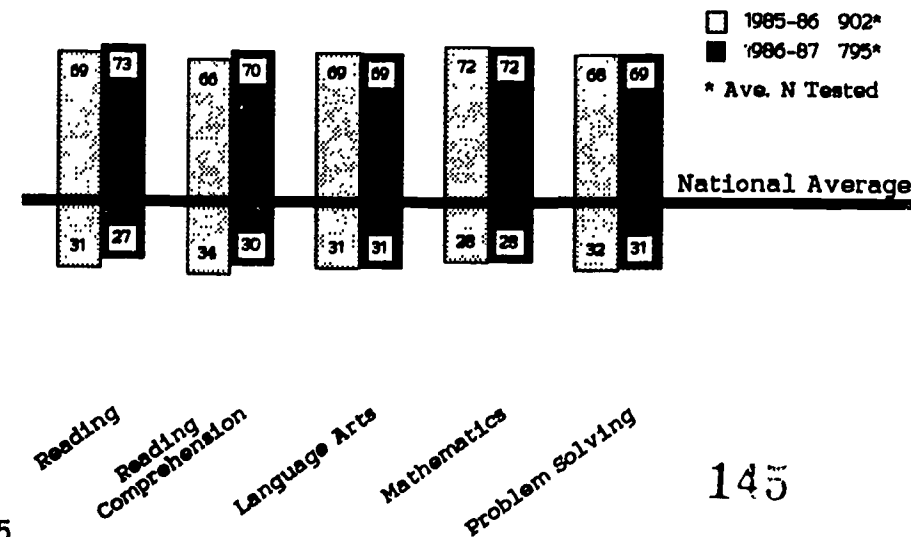 1985-86 902*
1986-87 795*
* Ave. N Tested
69 73 66 70 69 69 72 72 68 69
National Average
31 27 34 30 31 31 28 28 32 31
Reading
Reading
Comprehension
Language Arts
Mathematics
Problem Solving
145
5